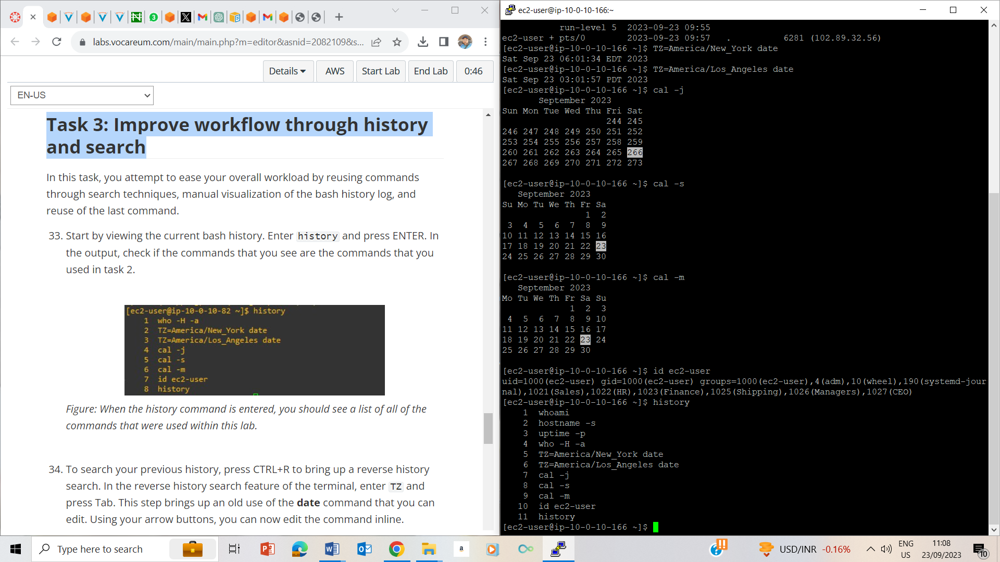 labs.vocareum.com/main/main.php?m=editor&asnid=2082109&s...
Details
AWS
Start Lab
End Lab
0:46
EN-US
Task 3: Improve workflow through history
and search
In this task, you attempt to ease your overall workload by reusing commands
through search techniques, manual visualization of the bash history log, and
reuse of the last command.
33. Start by viewing the current bash history. Enter history and press ENTER. In
the output, check if the commands that you see are the commands that you
used in task 2.
[ec2-user@ip-10-0-10-82 ~]$ history
1 who -H -a
2 TZ=America/New_York date
3 TZ=America/Los_Angeles date
4 cal -j
5 cal -s
6 cal -m
7 id ec2-user
8 history
Figure: When the history command is entered, you should see a list of all of the
commands that were used within this lab.
34. To search your previous history, press CTRL+R to bring up a reverse history
search. In the reverse history search feature of the terminal, enter TZ and
press Tab. This step brings up an old use of the date command that you can
edit. Using your arrow buttons, you can now edit the command inline.
ec2-user@ip-10-0-10-166:~
run-level 5 2023-09-23 09:55
ec2-user + pts/0 2023-09-23 09:57 . 6281 (102.89.32.56)
[ec2-user@ip-10-0-10-166 ~]$ TZ=America/New_York date
Sat Sep 23 06:01:34 EDT 2023
[ec2-user@ip-10-0-10-166 ~]$ TZ=America/Los_Angeles date
Sat Sep 23 03:01:57 PDT 2023
[ec2-user@ip-10-0-10-166 ~]$ cal -j
September 2023
Sun Mon Tue Wed Thu Fri Sat
244 245
246 247 248 249 250 251 252
253 254 255 256 257 258 259
260 261 262 263 264 265 266
267 268 269 270 271 272 273
[ec2-user@ip-10-0-10-166 ~]$ cal -s
September 2023
Su Mo Tu We Th Fr Sa
1 2
3 4 5 6 7 8 9
10 11 12 13 14 15 16
17 18 19 20 21 22 23
24 25 26 27 28 29 30
[ec2-user@ip-10-0-10-166 ~]$ cal -m
September 2023
Mo Tu We Th Fr Sa Su
1 2 3
4 5 6 7 8 9 10
11 12 13 14 15 16 17
18 19 20 21 22 23 24
25 26 27 28 29 30
[ec2-user@ip-10-0-10-166 ~]$ id ec2-user
uid=1000(ec2-user) gid=1000(ec2-user) groups=1000(ec2-user),4(adm),10(wheel),190(systemd-jour
nal),1021(Sales),1022(HR),1023(Finance),1025(Shipping),1026(Managers),1027(CEO)
[ec2-user@ip-10-0-10-166 ~]$ history
1 whoami
2 hostname -s
3 uptime -p
4 who -H -a
5 TZ=America/New_York date
6 TZ=America/Los_Angeles date
7 cal -j
8 cal -s
9 cal -m
10 id ec2-user
11 history
[ec2-user@ip-10-0-10-166 ~]$
Type here to search
USD/INR -0.16%
ENG
US
11:08
23/09/2023
10